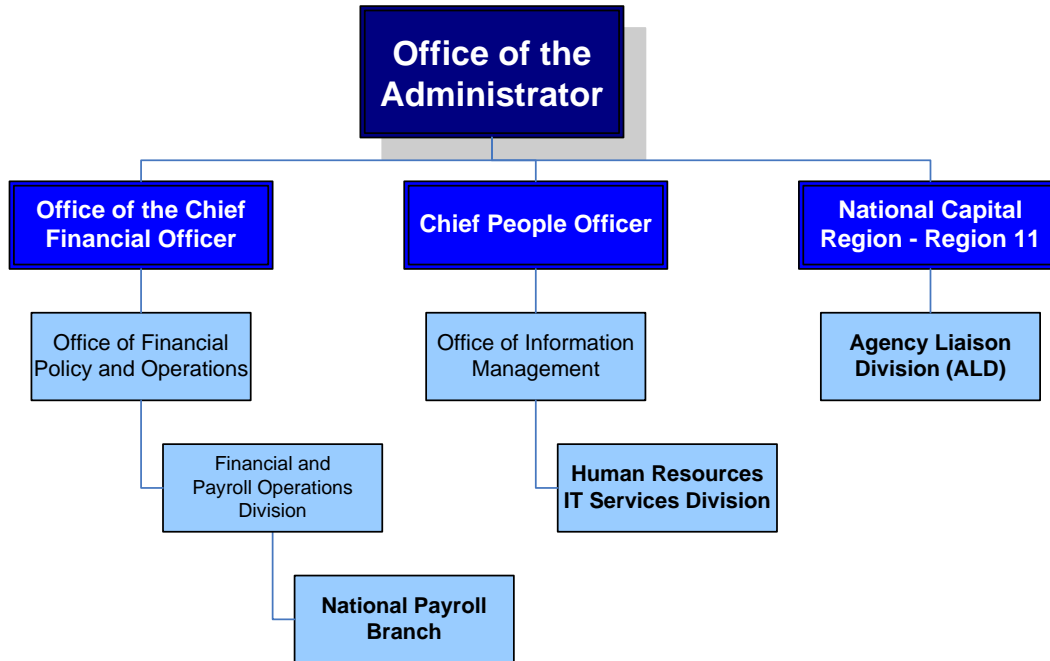 Office of the
Administrator
Office of the Chief
Financial Officer
Chief People Officer
National Capital
Region - Region 11
Office of Financial
Policy and Operations
Office of Information
Management
Agency Liaison
Division (ALD)
Financial and
Payroll Operations
Division
Human Resources
IT Services Division
National Payroll
Branch